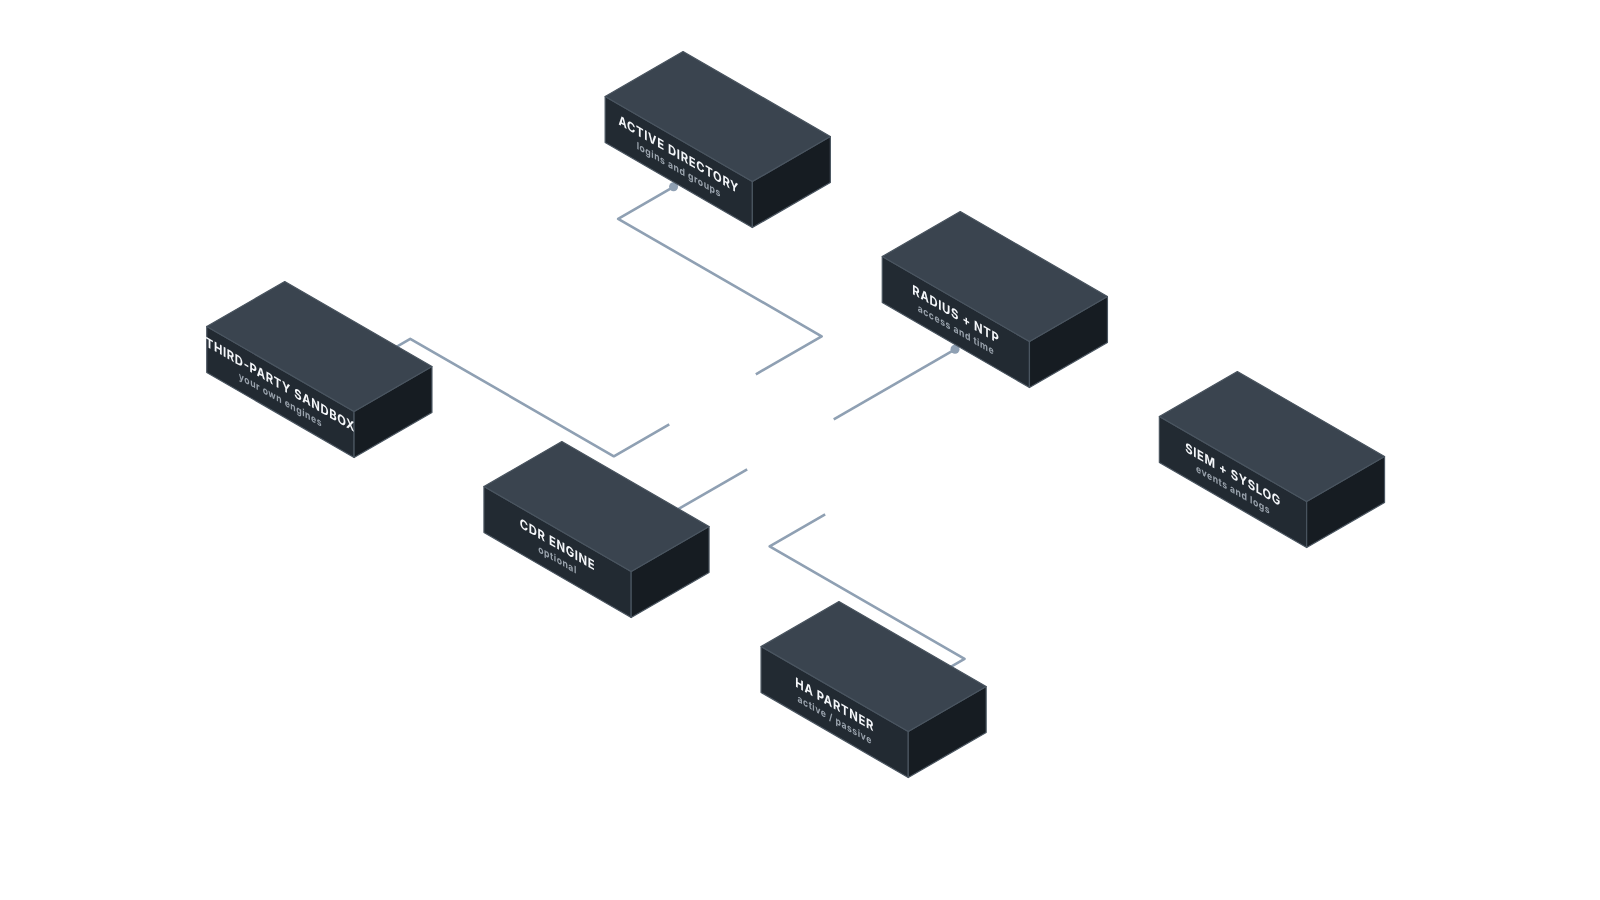 ACTIVE DIRECTORY
logins and groups
RADIUS + NTP
access and time
THIRD-PARTY SANDBOX
your own engines
SIEM + SYSLOG
events and logs
CDR ENGINE
optional
HA PARTNER
active / passive